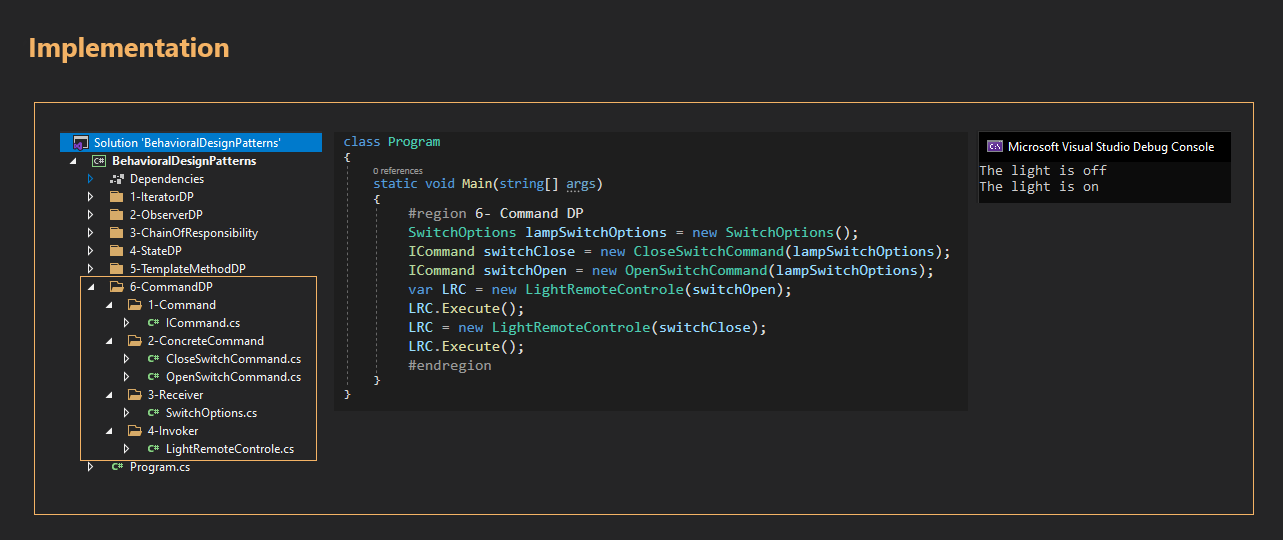 Implementation
Solution 'BehavioralDesignPatterns'
C# BehavioralDesignPatterns
Dependencies
1-IteratorDP
2-ObserverDP
3-ChainOfResponsibility
4-StateDP
5-TemplateMethodDP
6-CommandDP
1-Command
C# ICommand.cs
2-ConcreteCommand
C# CloseSwitchCommand.cs
C# OpenSwitchCommand.cs
3-Receiver
C# SwitchOptions.cs
4-Invoker
C# LightRemoteControle.cs
C# Program.cs
class Program
{
0 references
static void Main(string[] args)
{
#region 6- Command DP
SwitchOptions lampSwitchOptions = new SwitchOptions();
ICommand switchClose = new CloseSwitchCommand(lampSwitchOptions);
ICommand switchOpen = new OpenSwitchCommand(lampSwitchOptions);
var LRC = new LightRemoteControle(switchOpen);
LRC.Execute();
LRC = new LightRemoteControle(switchClose);
LRC.Execute();
#endregion
}
}
C:\ Microsoft Visual Studio Debug Console
The light is off
The light is on